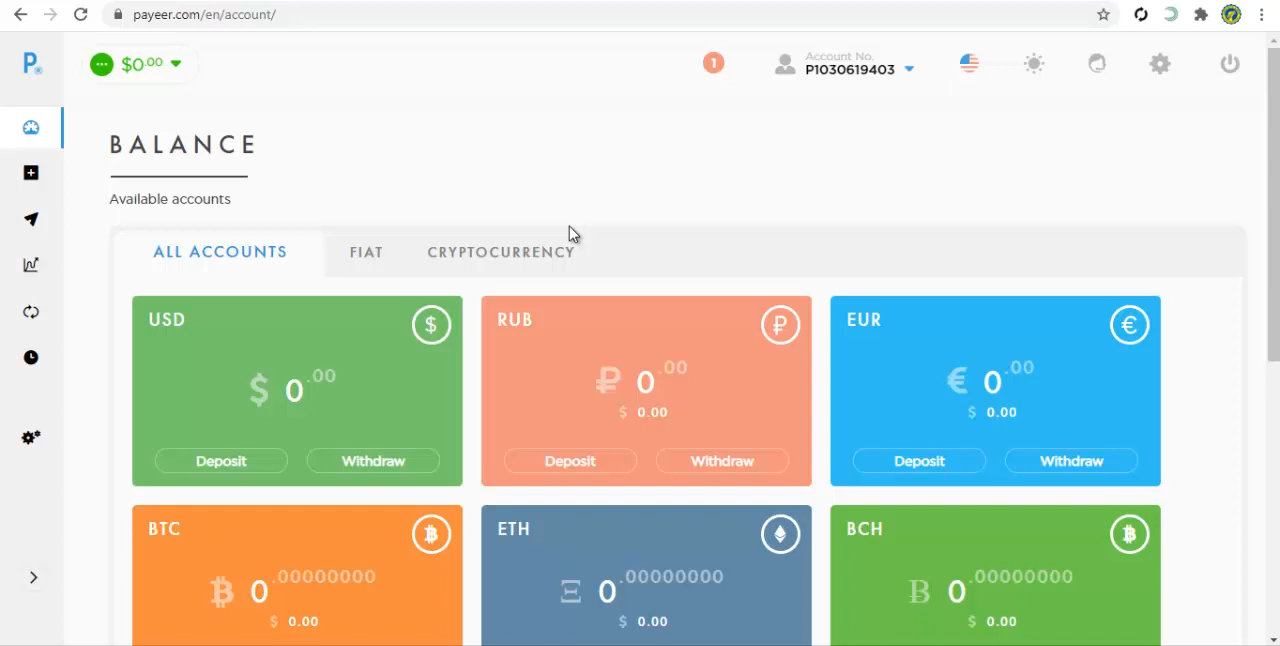 payeer.com/en/account/
P
$0.00
1
Account No.
P1030619403
BALANCE
Available accounts
ALL ACCOUNTS FIAT CRYPTOCURRENCY
USD $
$ 0.00
Deposit Withdraw
RUB ₽
₽ 0.00
$ 0.00
Deposit Withdraw
EUR €
€ 0.00
$ 0.00
Deposit Withdraw
BTC
₿ 0.00000000
$ 0.00
ETH
Ξ 0.00000000
$ 0.00
BCH
Ƀ 0.00000000
$ 0.00